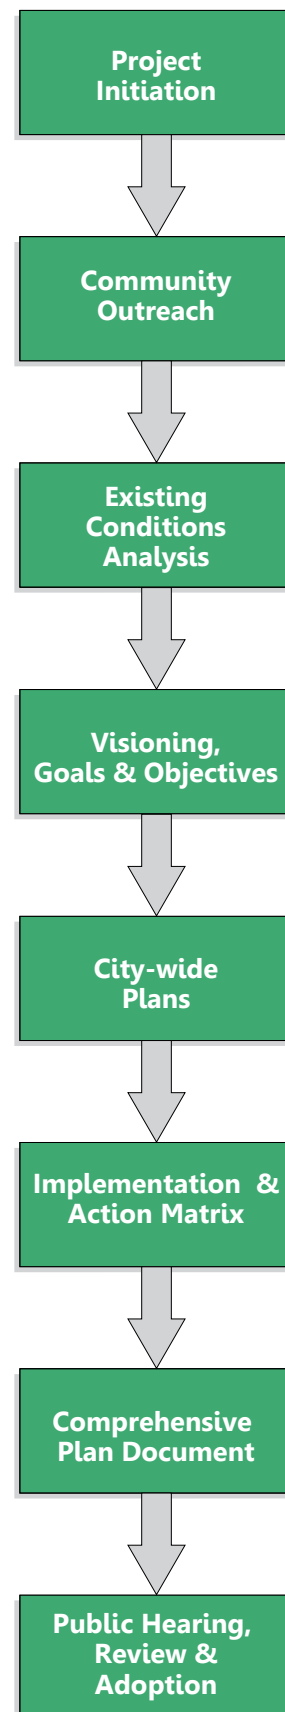 Project
Initiation
Community
Outreach
Existing
Conditions
Analysis
Visioning,
Goals & Objectives
City-wide
Plans
Implementation &
Action Matrix
Comprehensive
Plan Document
Public Hearing,
Review &
Adoption